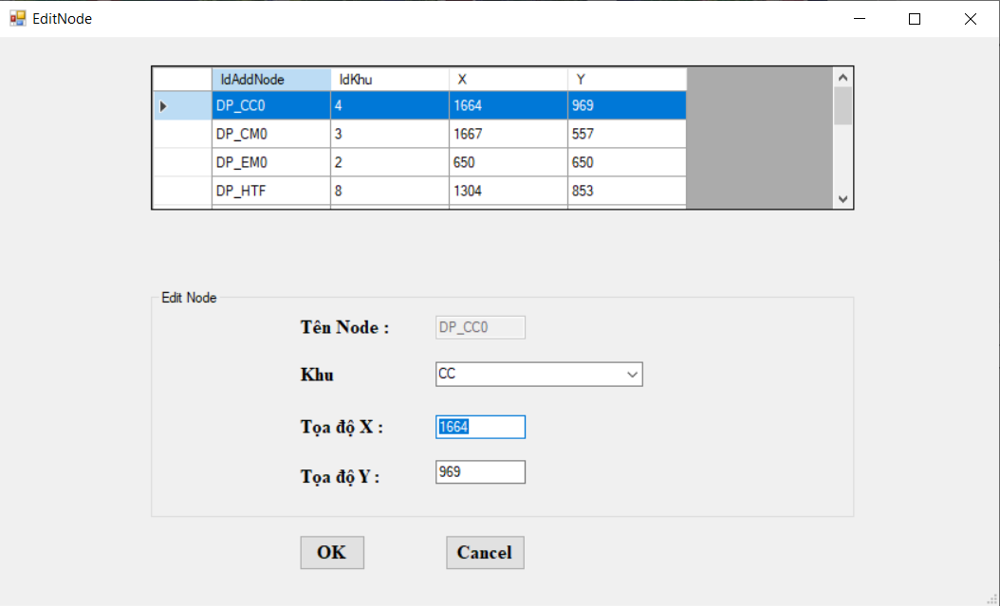 EditNode
IdAddNode IdKhu X Y
DP_CC0 4 1664 969
DP_CM0 3 1667 557
DP_EM0 2 650 650
DP_HTF 8 1304 853
Edit Node
Tên Node : DP_CC0
Khu CC
Tọa độ X : 1664
Tọa độ Y : 969
OK Cancel